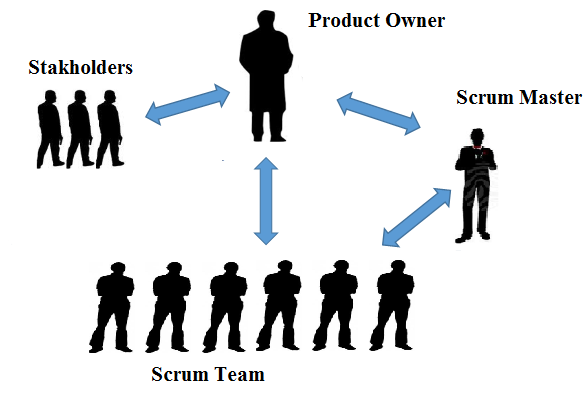 Product Owner
Stakholders
Scrum Master
Scrum Team